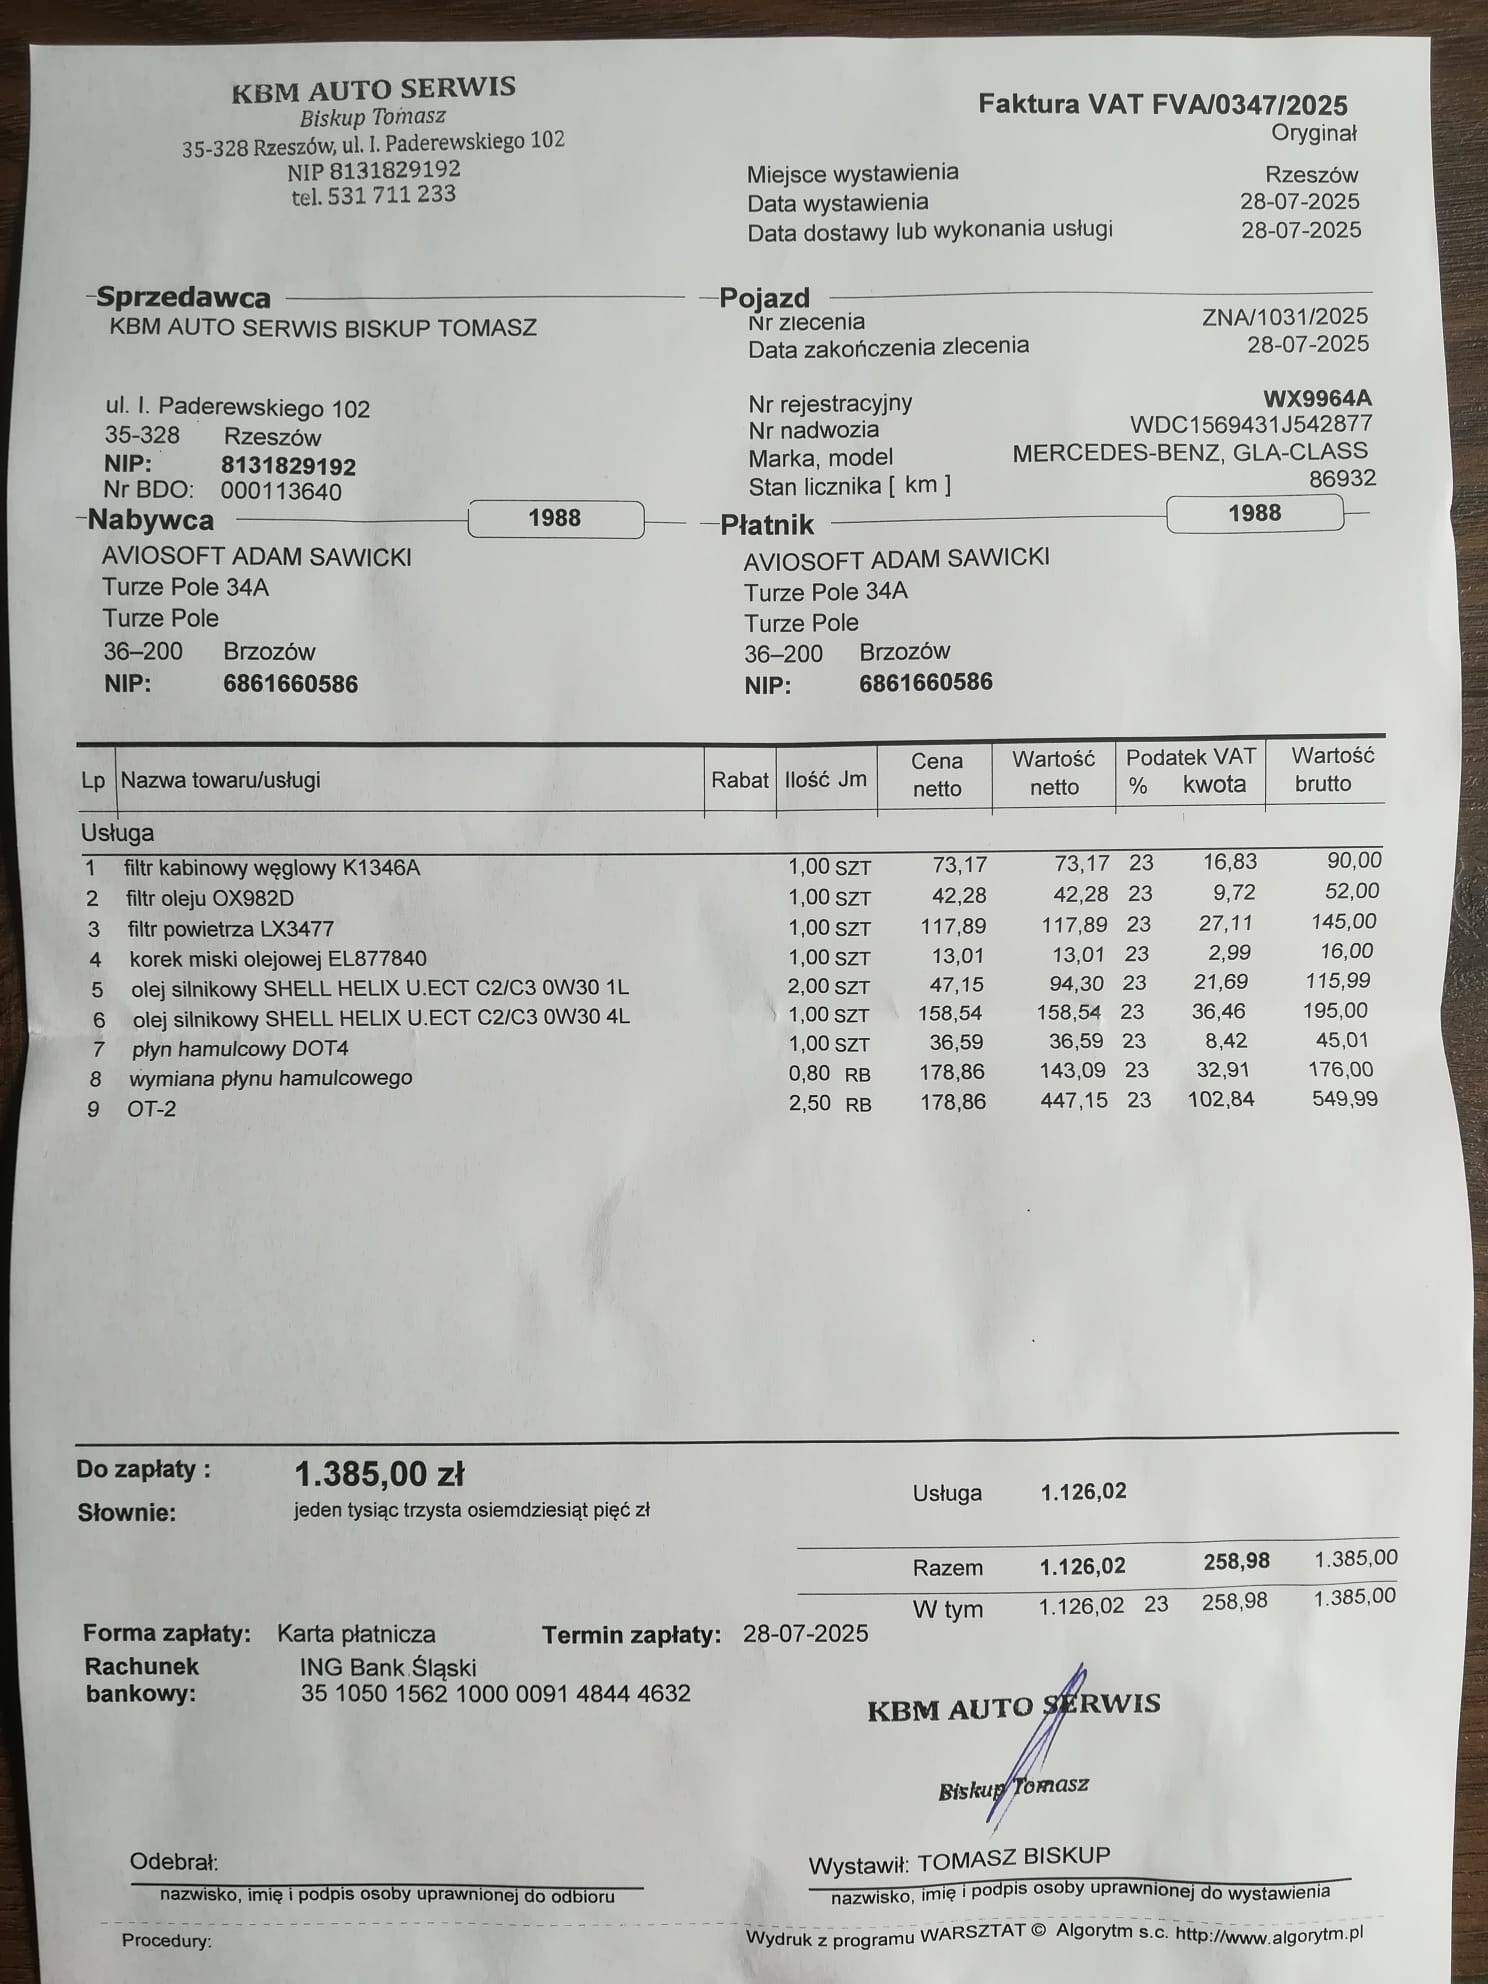 KBM AUTO SERWIS
Biskup Tomasz
35-328 Rzeszów, ul. I. Paderewskiego 102
NIP 8131829192
tel. 531 711 233
Faktura VAT FVA/0347/2025
Oryginał
Miejsce wystawienia Rzeszów
Data wystawienia 28-07-2025
Data dostawy lub wykonania usługi 28-07-2025
Sprzedawca
KBM AUTO SERWIS BISKUP TOMASZ
ul. I. Paderewskiego 102
35-328 Rzeszów
NIP: 8131829192
Nr BDO: 000113640
Pojazd
Nr zlecenia ZNA/1031/2025
Data zakończenia zlecenia 28-07-2025
Nr rejestracyjny WX9964A
Nr nadwozia WDC1569431J542877
Marka, model MERCEDES-BENZ, GLA-CLASS
Stan licznika [ km ] 86932
Nabywca 1988
AVIOSOFT ADAM SAWICKI
Turze Pole 34A
Turze Pole
36–200 Brzozów
NIP: 6861660586
Płatnik 1988
AVIOSOFT ADAM SAWICKI
Turze Pole 34A
Turze Pole
36–200 Brzozów
NIP: 6861660586
Lp Nazwa towaru/usługi Rabat Ilość Jm Cena netto Wartość netto Podatek VAT % kwota Wartość brutto
Usługa
1 filtr kabinowy węglowy K1346A 1,00 SZT 73,17 73,17 23 16,83 90,00
2 filtr oleju OX982D 1,00 SZT 42,28 42,28 23 9,72 52,00
3 filtr powietrza LX3477 1,00 SZT 117,89 117,89 23 27,11 145,00
4 korek miski olejowej EL877840 1,00 SZT 13,01 13,01 23 2,99 16,00
5 olej silnikowy SHELL HELIX U.ECT C2/C3 0W30 1L 2,00 SZT 47,15 94,30 23 21,69 115,99
6 olej silnikowy SHELL HELIX U.ECT C2/C3 0W30 4L 1,00 SZT 158,54 158,54 23 36,46 195,00
7 płyn hamulcowy DOT4 1,00 SZT 36,59 36,59 23 8,42 45,01
8 wymiana płynu hamulcowego 0,80 RB 178,86 143,09 23 32,91 176,00
9 OT-2 2,50 RB 178,86 447,15 23 102,84 549,99
Do zapłaty : 1.385,00 zł
Słownie: jeden tysiąc trzysta osiemdziesiąt pięć zł
Usługa 1.126,02
Razem 1.126,02 258,98 1.385,00
W tym 1.126,02 23 258,98 1.385,00
Forma zapłaty: Karta płatnicza Termin zapłaty: 28-07-2025
Rachunek ING Bank Śląski
bankowy: 35 1050 1562 1000 0091 4844 4632
KBM AUTO SERWIS
Biskup Tomasz
Odebrał:
nazwisko, imię i podpis osoby uprawnionej do odbioru
Wystawił: TOMASZ BISKUP
nazwisko, imię i podpis osoby uprawnionej do wystawienia
Procedury:
Wydruk z programu WARSZTAT © Algorytm s.c. http://www.algorytm.pl